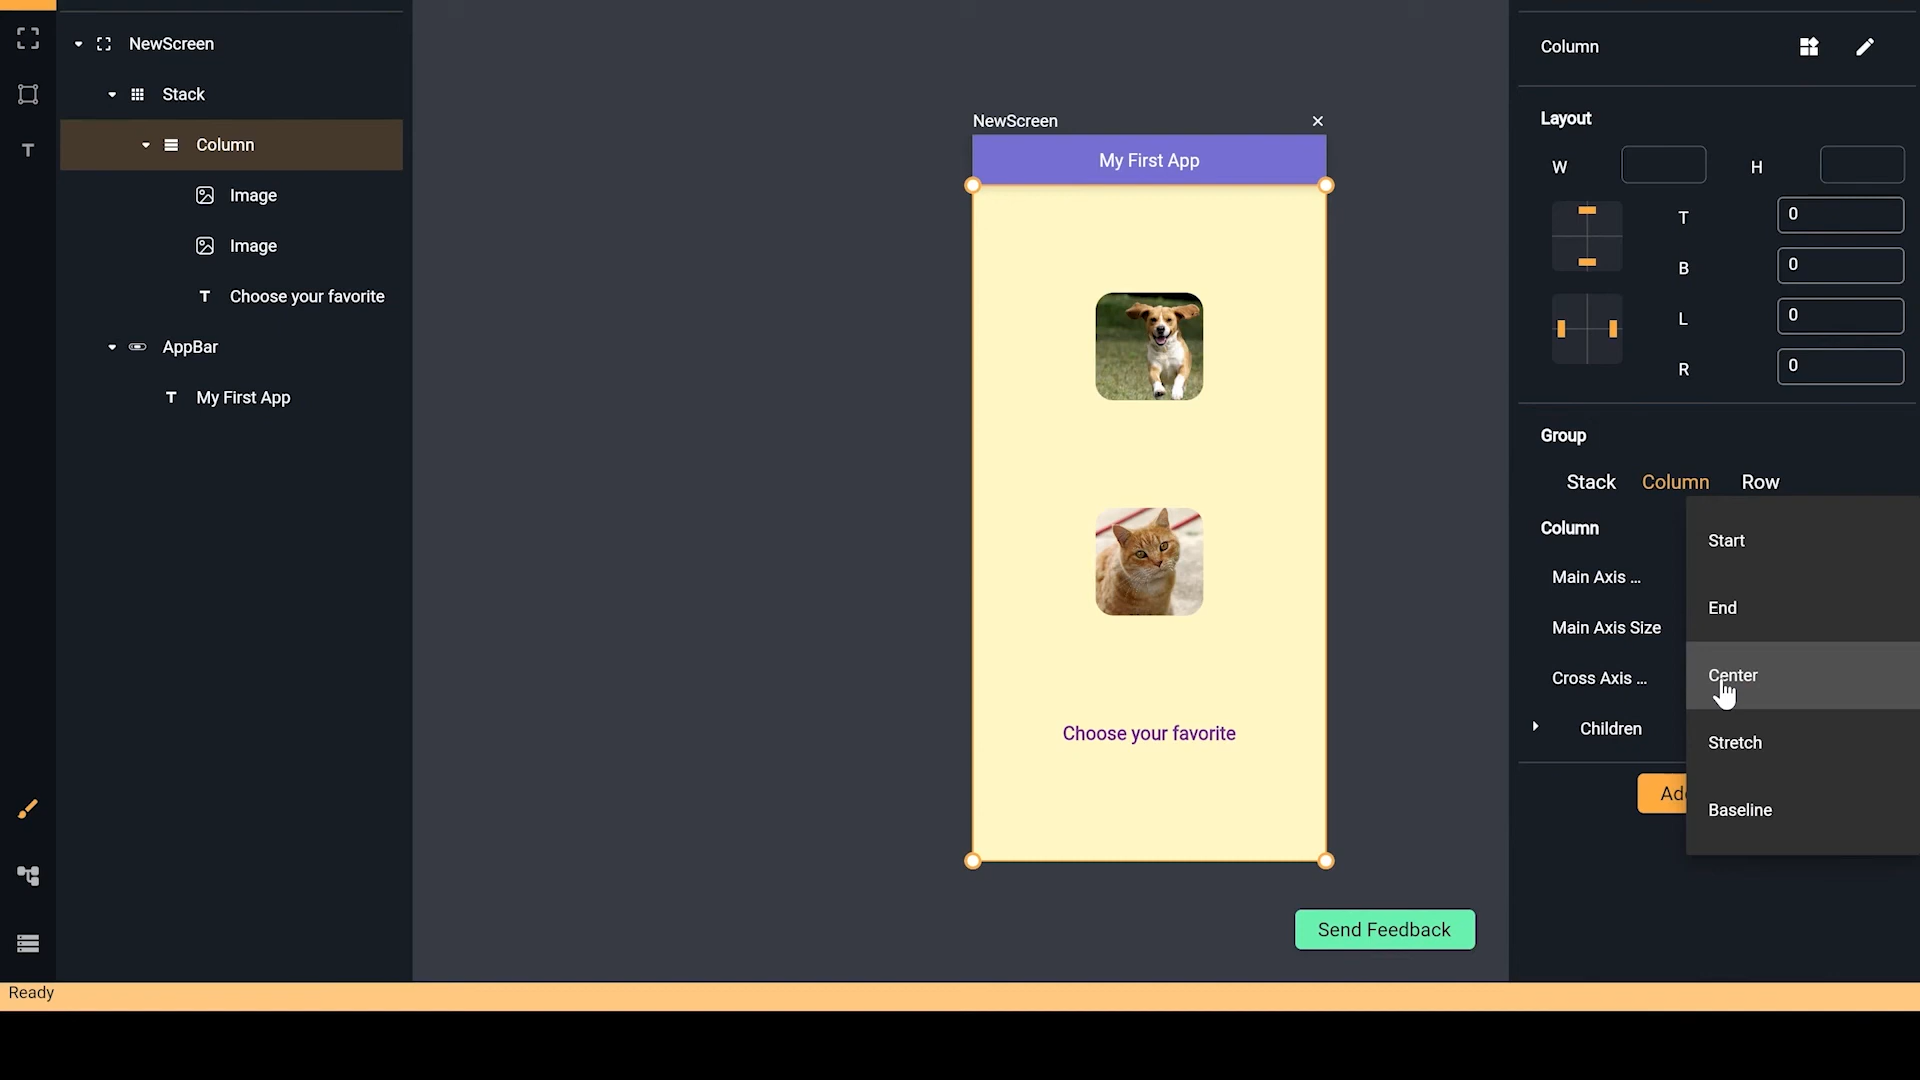 NewScreen
Stack
Column
Image
Image
T Choose your favorite
AppBar
T My First App
T
NewScreen
My First App
Choose your favorite
Send Feedback
Column
Layout
W H
T 0
B 0
L 0
R 0
Group
Stack Column Row
Column
Main Axis ...
Main Axis Size
Cross Axis ...
Children
Start
End
Center
Stretch
Baseline
Ready